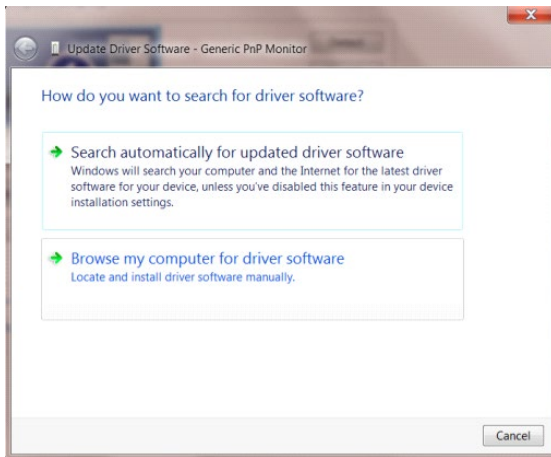 Update Driver Software - Generic PnP Monitor
How do you want to search for driver software?
Search automatically for updated driver software
Windows will search your computer and the Internet for the latest driver
software for your device, unless you've disabled this feature in your device
installation settings.
Browse my computer for driver software
Locate and install driver software manually.
Cancel